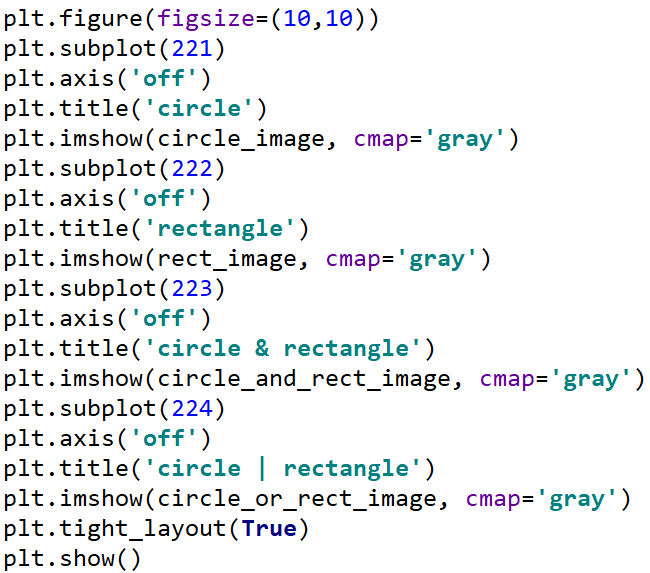 plt.figure(figsize=(10,10))
plt.subplot(221)
plt.axis('off')
plt.title('circle')
plt.imshow(circle_image, cmap='gray')
plt.subplot(222)
plt.axis('off')
plt.title('rectangle')
plt.imshow(rect_image, cmap='gray')
plt.subplot(223)
plt.axis('off')
plt.title('circle & rectangle')
plt.imshow(circle_and_rect_image, cmap='gray')
plt.subplot(224)
plt.axis('off')
plt.title('circle | rectangle')
plt.imshow(circle_or_rect_image, cmap='gray')
plt.tight_layout(True)
plt.show()